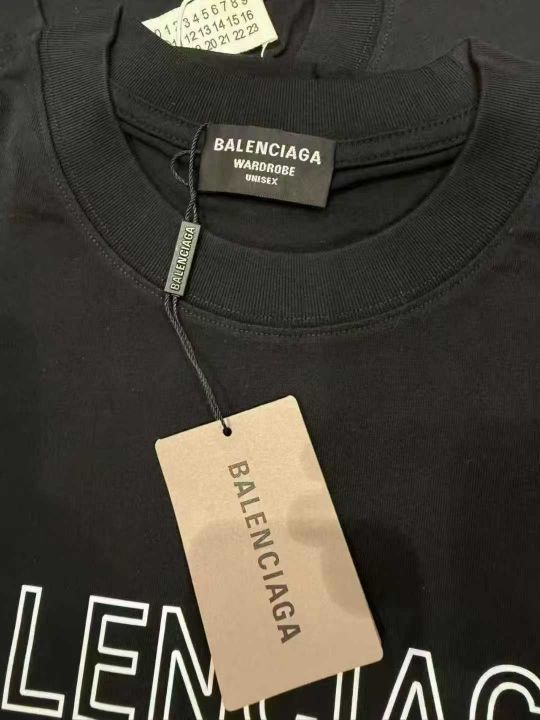 0 1 2 3 4 5 6 7 8 9
11 12 13 14 15 16
19 20 21 22 23
BALENCIAGA
WARDROBE
UNISEX
BALENCIAGA
BALENCIAGA
LENCIAG